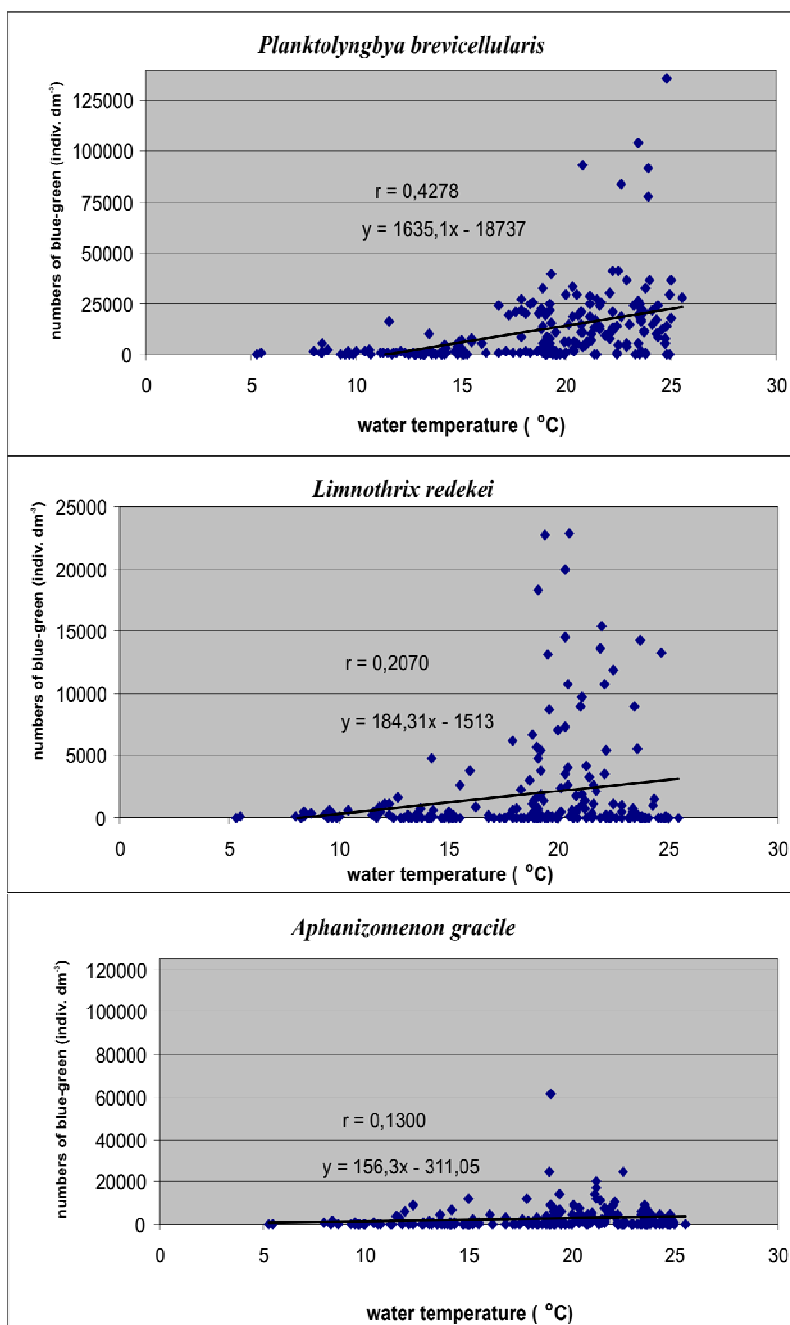 Planktolyngbya brevicellularis
numbers of blue-green (indiv. dm⁻³)
125000
100000
75000
50000
25000
0
r = 0,4278
y = 1635,1x - 18737
0 5 10 15 20 25 30
water temperature ( °C)
Limnothrix redekei
numbers of blue-green (indiv. dm⁻³)
25000
20000
15000
10000
5000
0
r = 0,2070
y = 184,31x - 1513
0 5 10 15 20 25 30
water temperature ( °C)
Aphanizomenon gracile
numbers of blue-green (indiv. dm⁻³)
120000
100000
80000
60000
40000
20000
0
r = 0,1300
y = 156,3x - 311,05
0 5 10 15 20 25 30
water temperature ( °C)